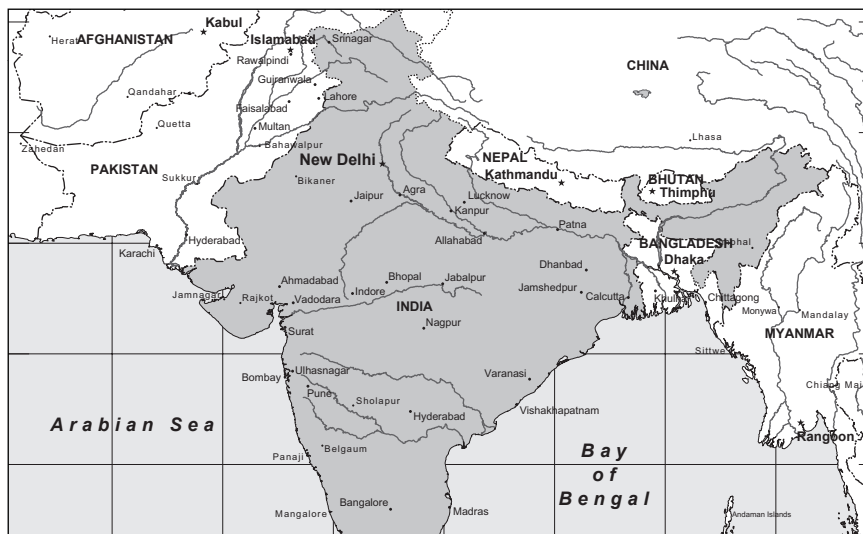 Kabul
Herat
AFGHANISTAN
Islamabad
Srinagar
Rawalpindi
CHINA
Gujranwala
Qandahar
Faisalabad
Lahore
Quetta
Multan
Lhasa
Bahawalpur
Zahedan
New Delhi
NEPAL
PAKISTAN
Sukkur
Kathmandu
BHUTAN
Bikaner
Thimphu
Jaipur
Agra
Lucknow
Kanpur
Patna
Hyderabad
Allahabad
BANGLADESH
Karachi
Dhaka
Dhanbad
Ahmadabad
Bhopal
Jabalpur
Jamnagar
Rajkot
Vadodara
Indore
Jamshedpur
Calcutta
Chittagong
INDIA
Monywa
Mandalay
Surat
Nagpur
MYANMAR
Sittwe
Ulhasnagar
Varanasi
Bombay
Chiang Mai
Pune
Sholapur
Hyderabad
Vishakhapatnam
Arabian Sea
Rangoon
Belgaum
Bay
Panaji
of
Bengal
Bangalore
Mangalore
Madras
Andaman Islands